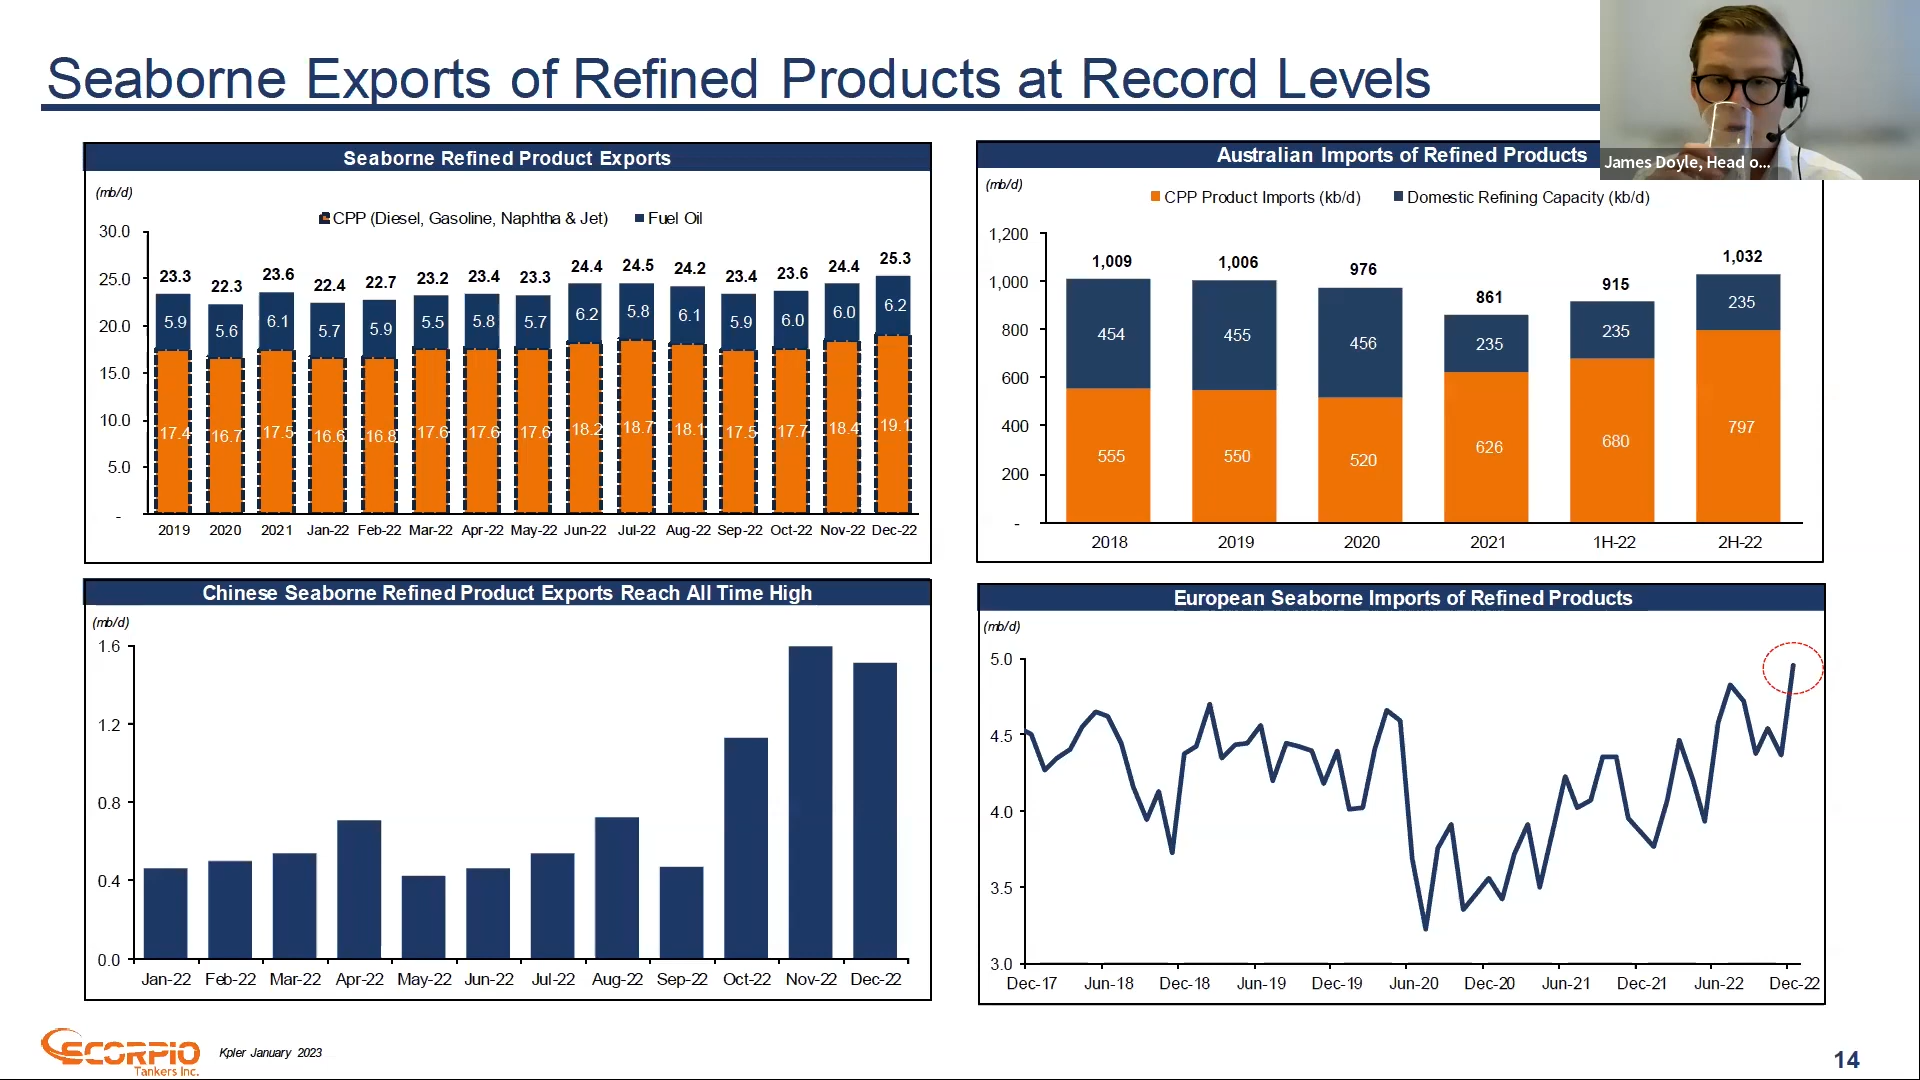 Seaborne Exports of Refined Products at Record Levels
James Doyle, Head o...
Seaborne Refined Product Exports
(mb/d)
CPP (Diesel, Gasoline, Naphtha & Jet) Fuel Oil
30.0
25.0
20.0
15.0
10.0
5.0
-
23.3 22.3 23.6 22.4 22.7 23.2 23.4 23.3 24.4 24.5 24.2 23.4 23.6 24.4 25.3
5.9 5.6 6.1 5.7 5.9 5.5 5.8 5.7 6.2 5.8 6.1 5.9 6.0 6.0 6.2
17.4 16.7 17.5 16.6 16.8 17.6 17.6 17.6 18.2 18.7 18.1 17.5 17.7 18.4 19.1
2019 2020 2021 Jan-22 Feb-22 Mar-22 Apr-22 May-22 Jun-22 Jul-22 Aug-22 Sep-22 Oct-22 Nov-22 Dec-22
Australian Imports of Refined Products
(mb/d)
CPP Product Imports (kb/d) Domestic Refining Capacity (kb/d)
1,200
1,000
800
600
400
200
-
1,009 1,006 976 861 915 1,032
454 455 456 235 235 235
555 550 520 626 680 797
2018 2019 2020 2021 1H-22 2H-22
Chinese Seaborne Refined Product Exports Reach All Time High
(mb/d)
1.6
1.2
0.8
0.4
0.0
Jan-22 Feb-22 Mar-22 Apr-22 May-22 Jun-22 Jul-22 Aug-22 Sep-22 Oct-22 Nov-22 Dec-22
European Seaborne Imports of Refined Products
(mb/d)
5.0
4.5
4.0
3.5
3.0
Dec-17 Jun-18 Dec-18 Jun-19 Dec-19 Jun-20 Dec-20 Jun-21 Dec-21 Jun-22 Dec-22
SCORPIO
Tankers Inc.
Kpler January 2023
14